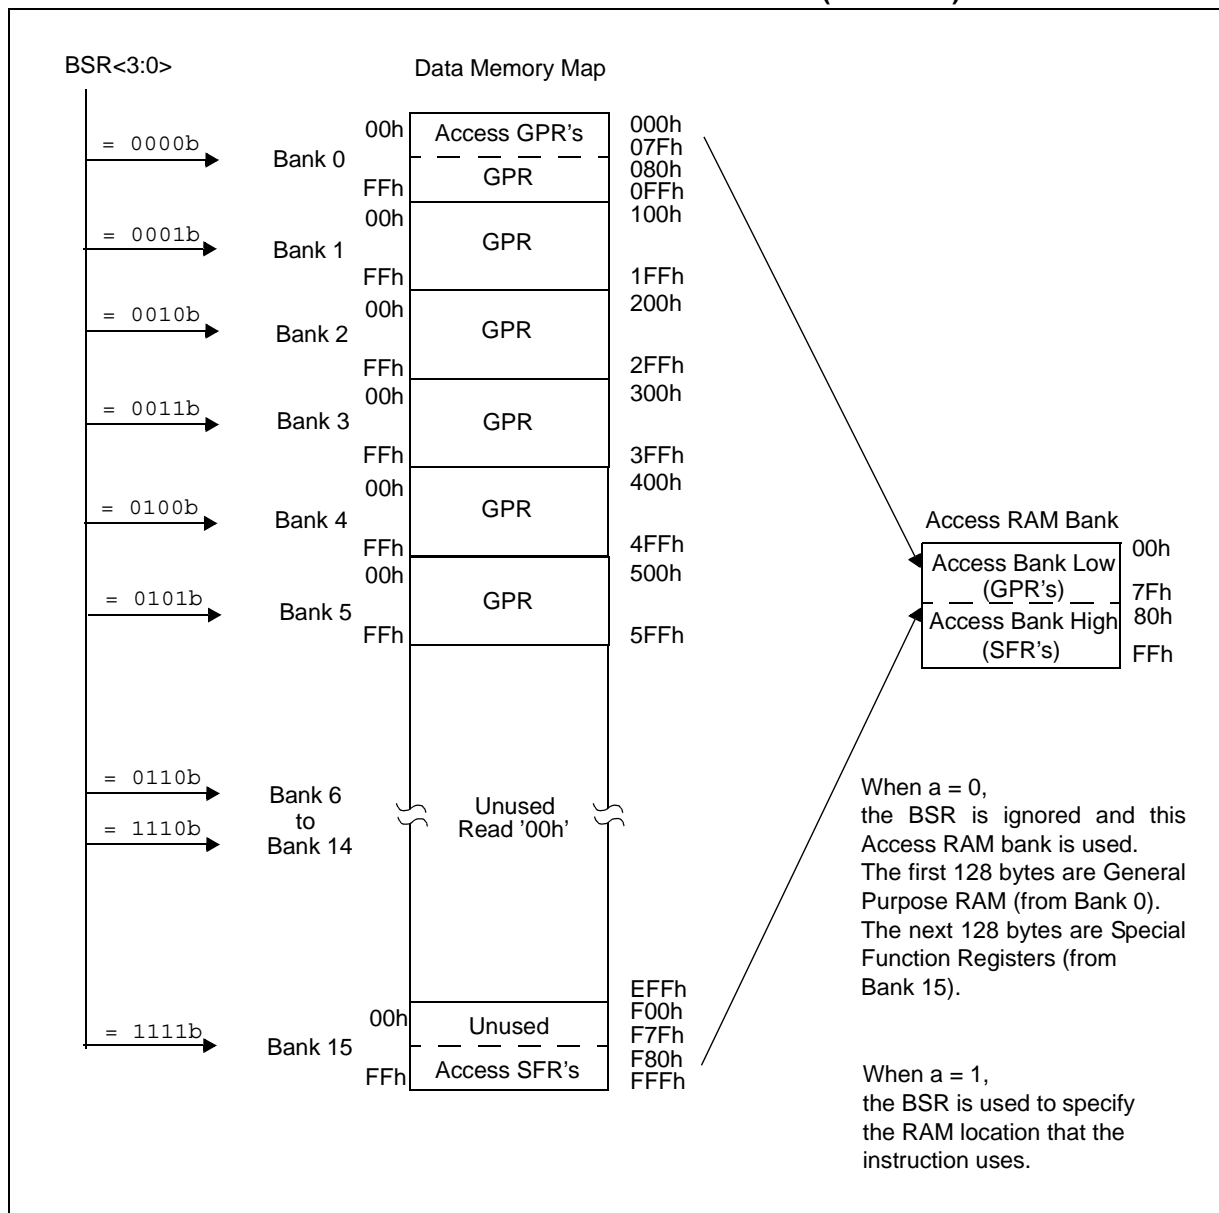 BSR<3:0>
Data Memory Map
= 0000b
Bank 0
00h
Access GPR's
000h
07Fh
FFh
GPR
080h
0FFh
= 0001b
Bank 1
00h
GPR
100h
FFh
1FFh
= 0010b
Bank 2
00h
GPR
200h
FFh
2FFh
= 0011b
Bank 3
00h
GPR
300h
FFh
3FFh
= 0100b
Bank 4
00h
GPR
400h
FFh
4FFh
= 0101b
Bank 5
00h
GPR
500h
FFh
5FFh
= 0110b
= 1110b
Bank 6
to
Bank 14
Unused
Read '00h'
EFFh
= 1111b
Bank 15
00h
Unused
F00h
F7Fh
FFh
Access SFR's
F80h
FFFh
Access RAM Bank
Access Bank Low
(GPR's)
00h
7Fh
Access Bank High
(SFR's)
80h
FFh
When a = 0,
the BSR is ignored and this
Access RAM bank is used.
The first 128 bytes are General
Purpose RAM (from Bank 0).
The next 128 bytes are Special
Function Registers (from
Bank 15).
When a = 1,
the BSR is used to specify
the RAM location that the
instruction uses.